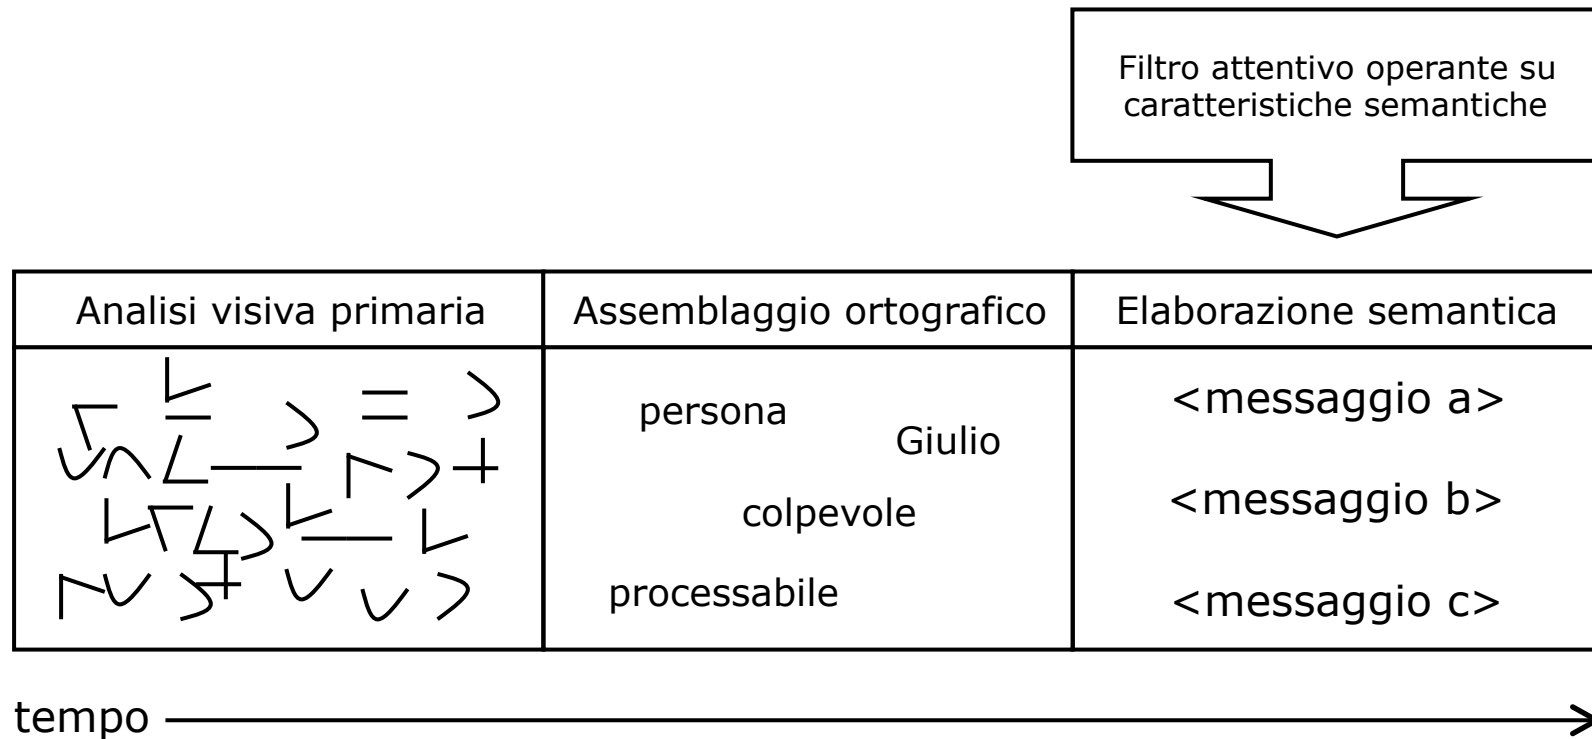 Filtro attentivo operante su
caratteristiche semantiche
Analisi visiva primaria
Assemblaggio ortografico
Elaborazione semantica
persona
Giulio
colpevole
processabile
<messaggio a>
<messaggio b>
<messaggio c>
tempo